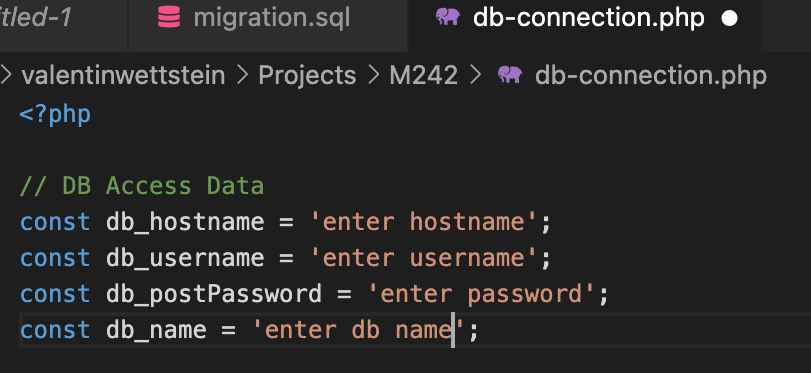 itled-1 migration.sql db-connection.php
valentinwettstein > Projects > M242 > db-connection.php
<?php
// DB Access Data
const db_hostname = 'enter hostname';
const db_username = 'enter username';
const db_postPassword = 'enter password';
const db_name = 'enter db name';